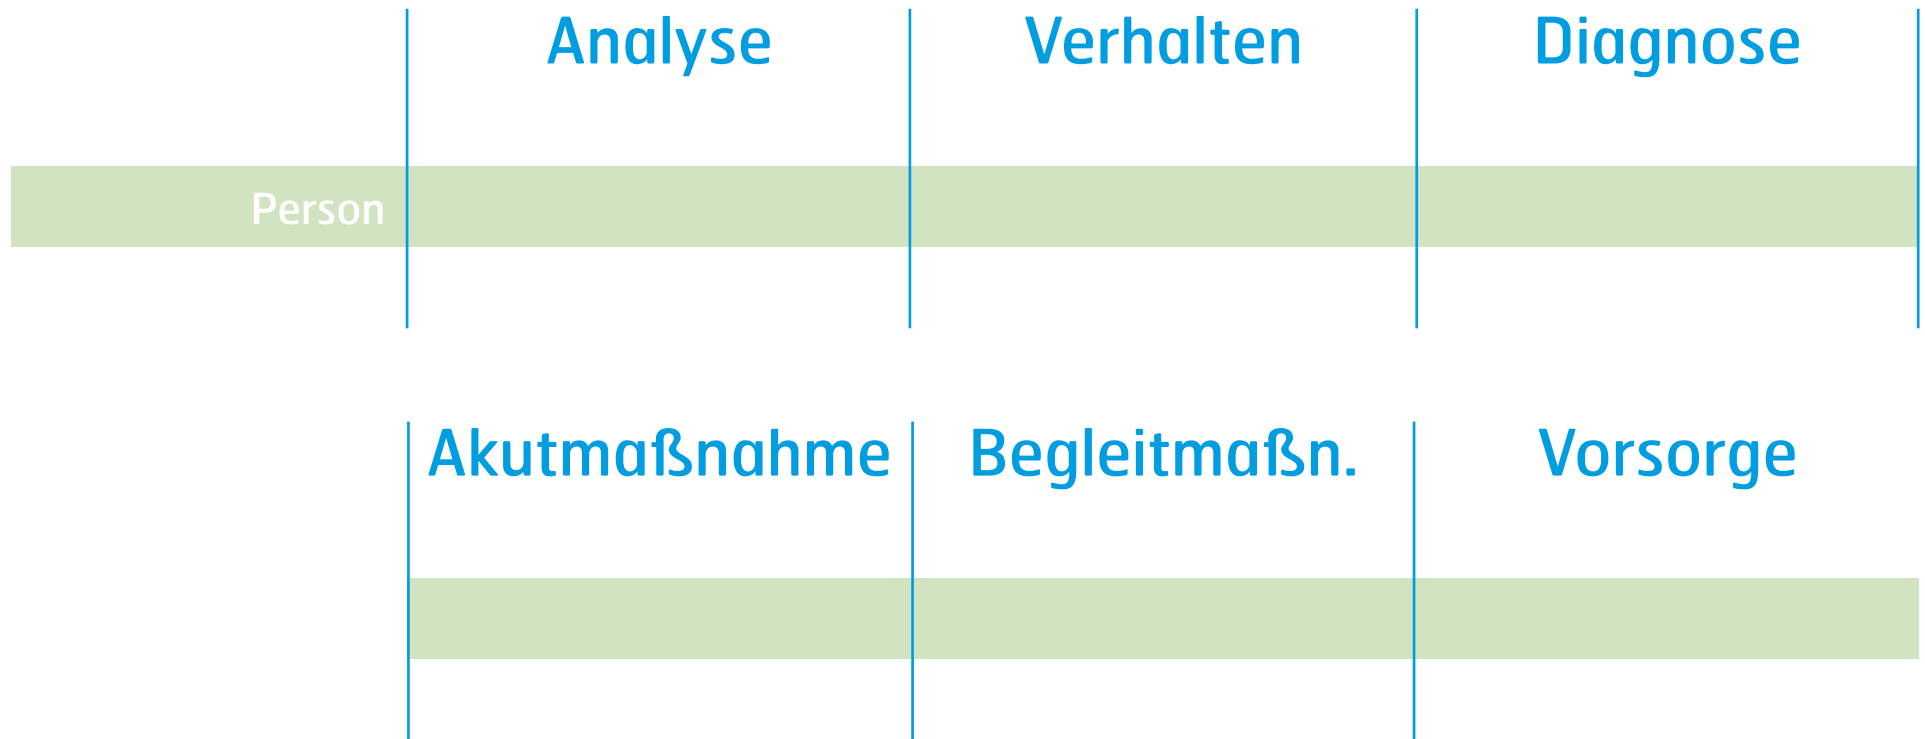 Analyse Verhalten Diagnose
Person
Akutmaßnahme Begleitmaßn. Vorsorge